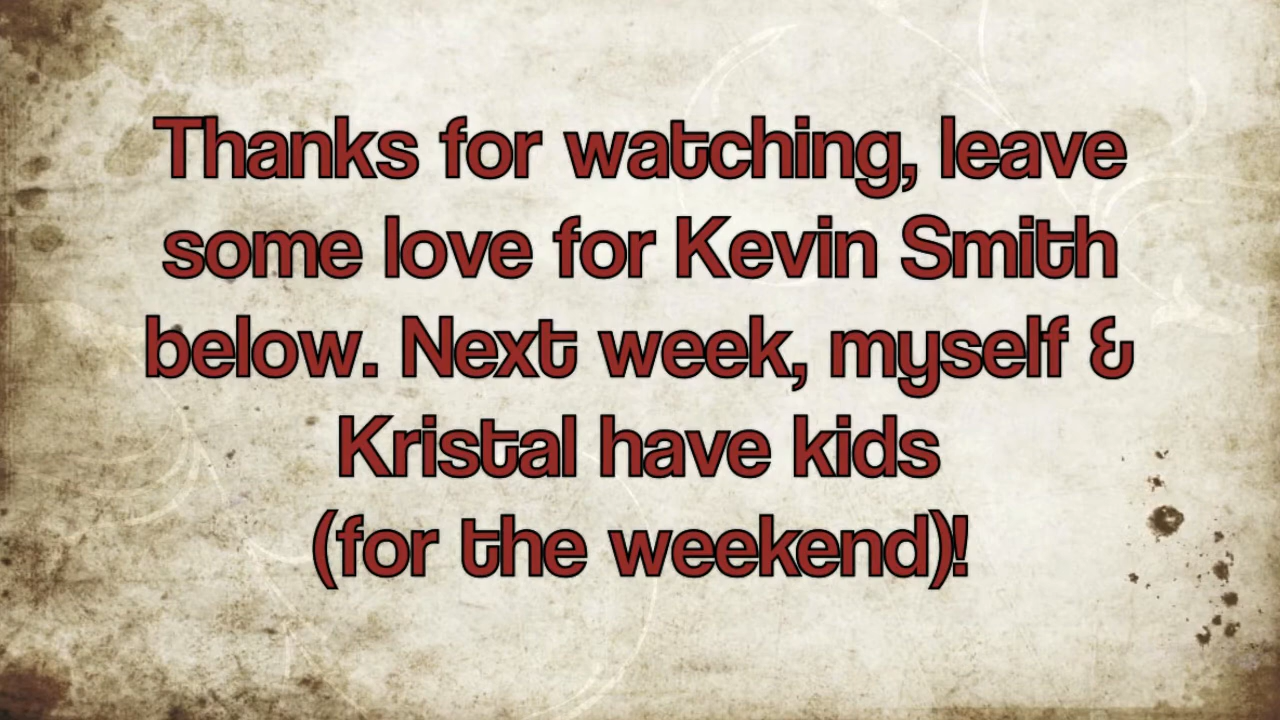 Thanks for watching, leave
some love for Kevin Smith
below. Next week, myself &
Kristal have kids
(for the weekend)!